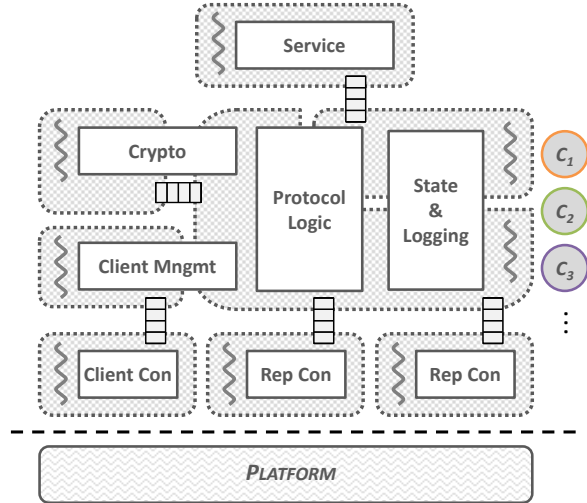 Service
Crypto
Protocol
Logic
State
&
Logging
C1
C2
C3
Client Mngmt
Client Con
Rep Con
Rep Con
⋮
PLATFORM